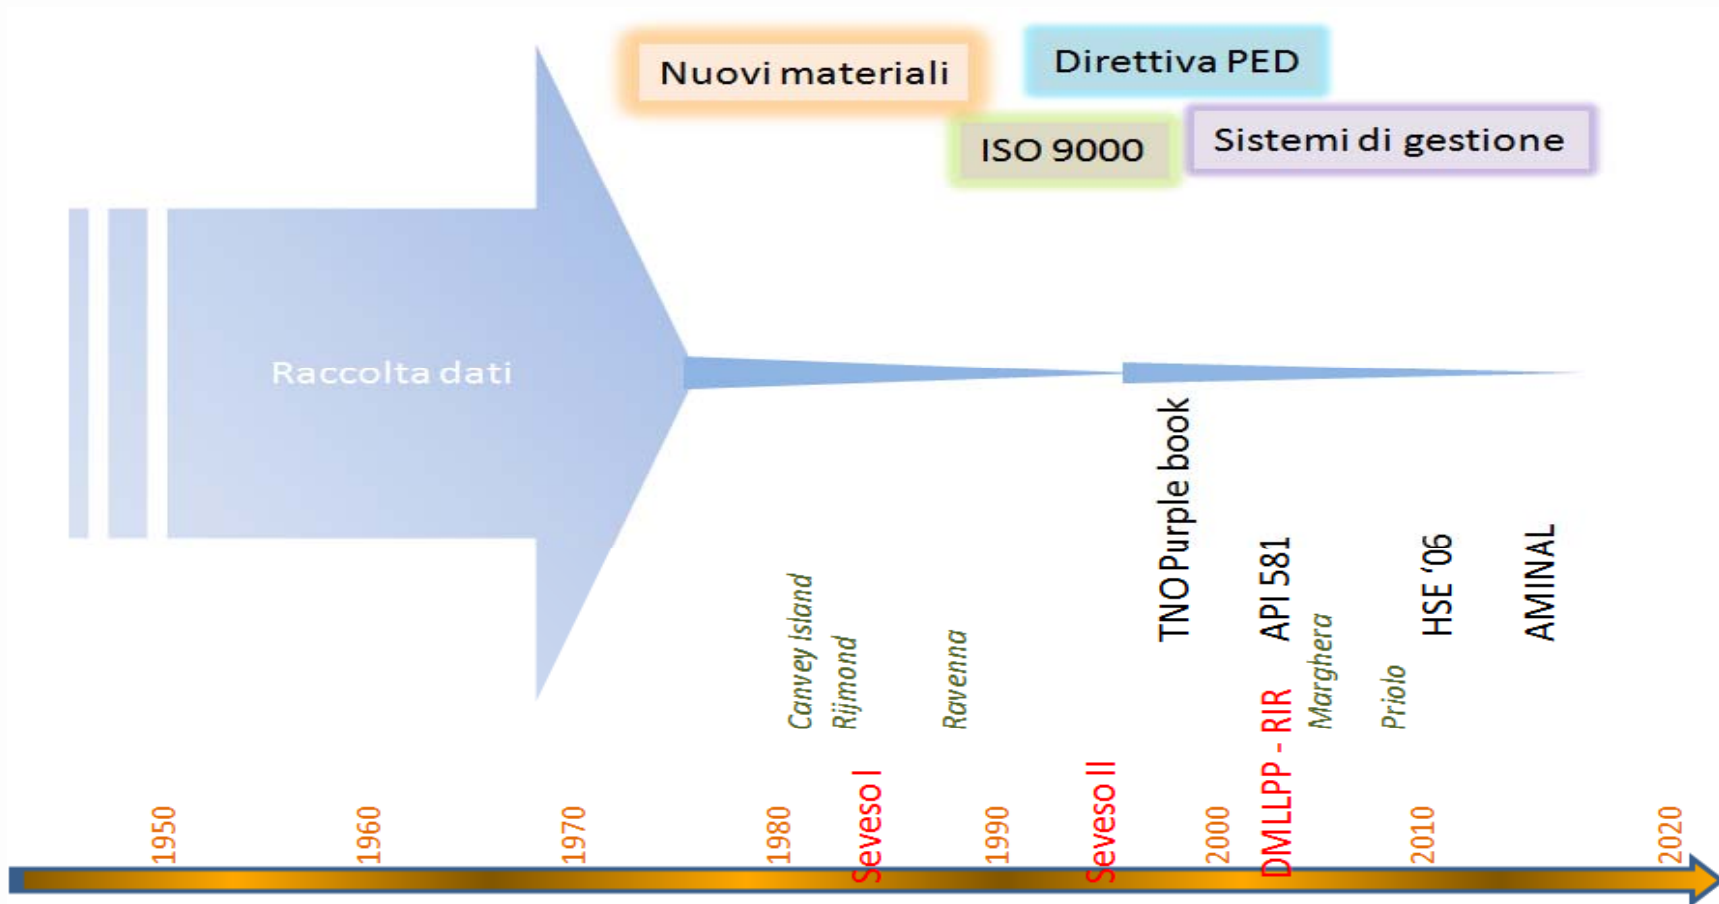 Nuovi materiali
Direttiva PED
ISO 9000
Sistemi di gestione
Raccolta dati
TNO Purple book
API 581
HSE ‘06
AMINAL
Canvey Island
Rijmond
Ravenna
Marghera
Priolo
Seveso I
Seveso II
DMLLPP - RIR
1950
1960
1970
1980
1990
2000
2010
2020